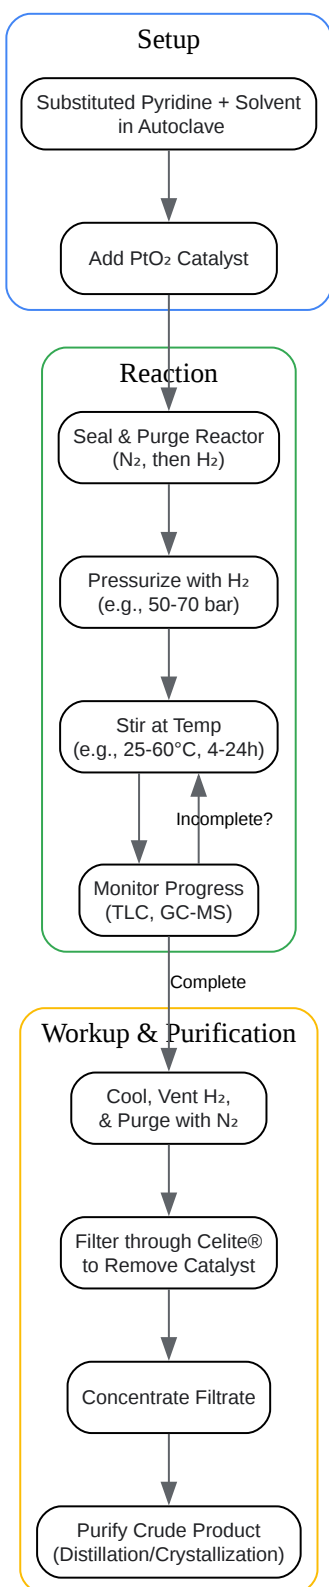 Setup
Substituted Pyridine + Solvent
in Autoclave
Add PtO₂ Catalyst
Reaction
Seal & Purge Reactor
(N₂, then H₂)
Pressurize with H₂
(e.g., 50-70 bar)
Stir at Temp
(e.g., 25-60°C, 4-24h)
Incomplete?
Monitor Progress
(TLC, GC-MS)
Complete
Workup & Purification
Cool, Vent H₂,
& Purge with N₂
Filter through Celite®
to Remove Catalyst
Concentrate Filtrate
Purify Crude Product
(Distillation/Crystallization)